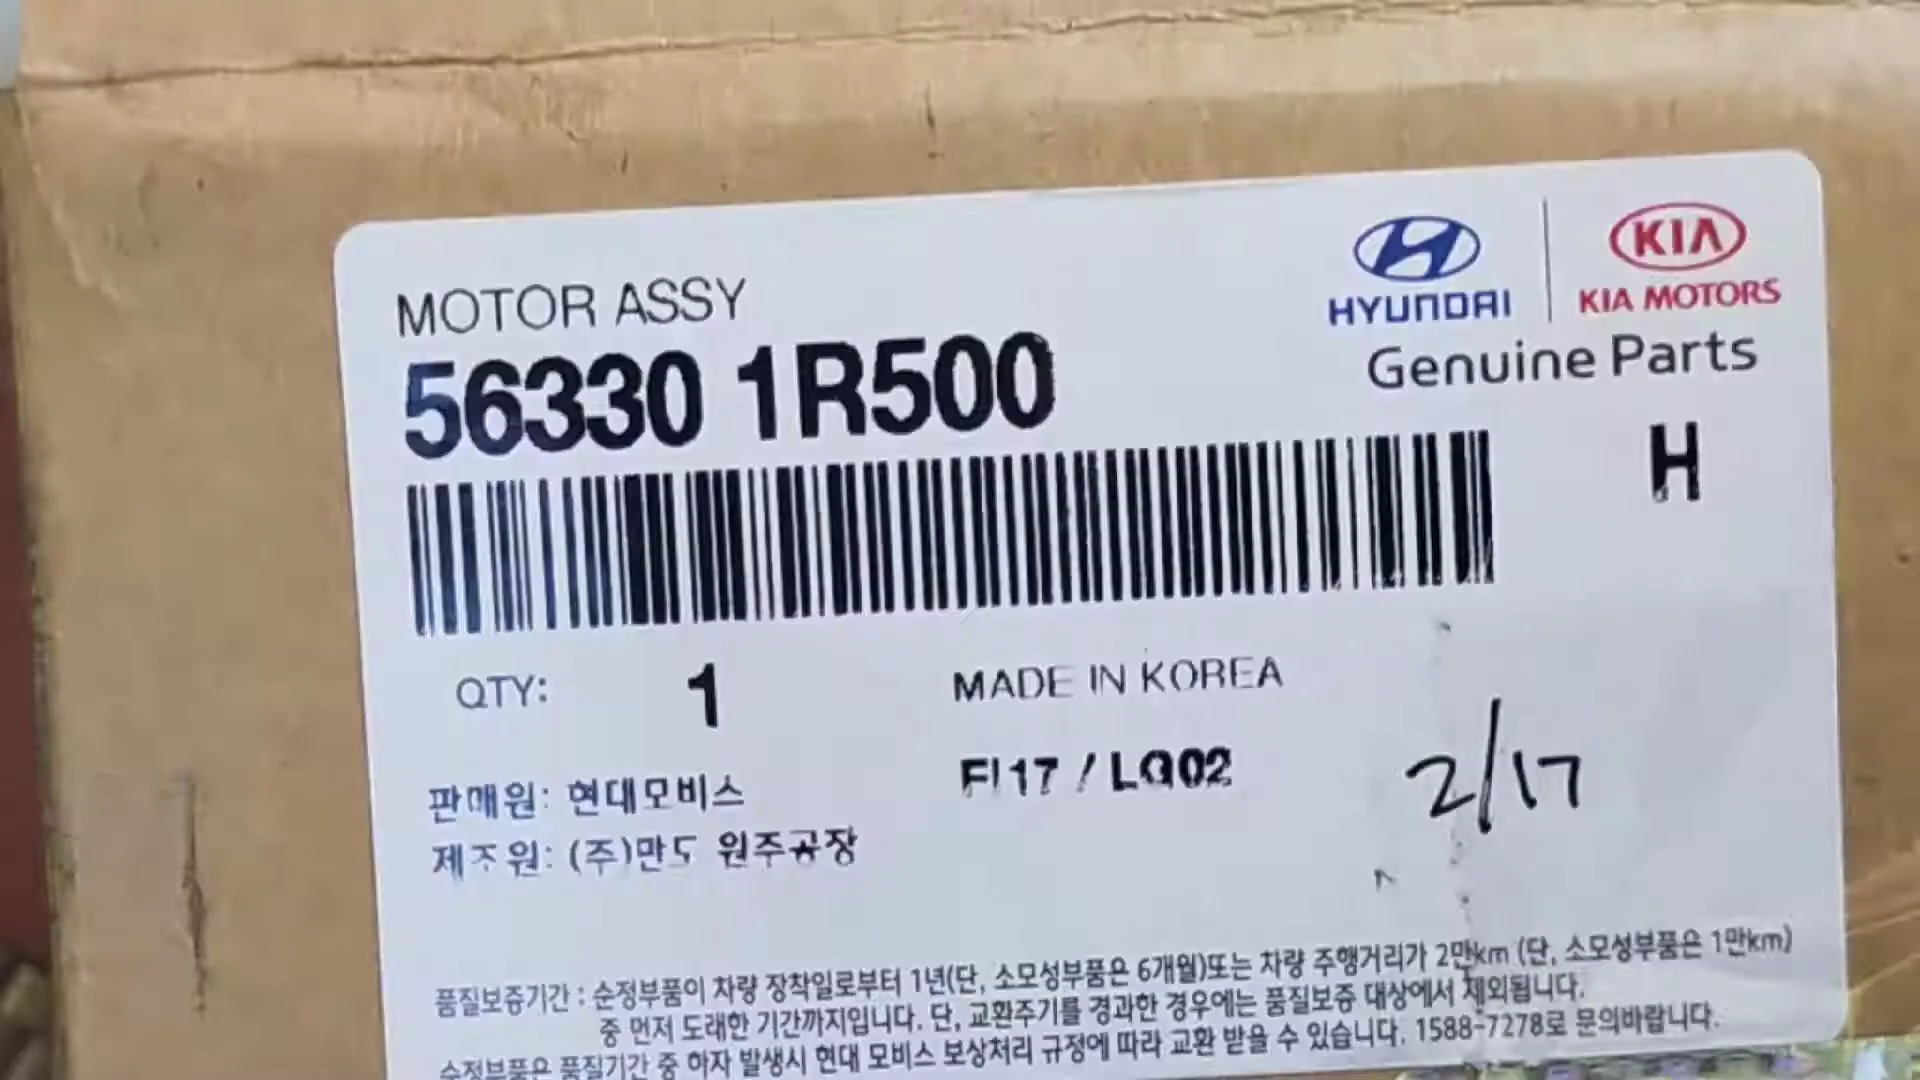 HYUNDAI
KIA
KIA MOTORS
Genuine Parts
MOTOR ASSY
56330 1R500
H
QTY: 1 MADE IN KOREA
FI17 / LQ02
2/17
판매원: 현대모비스
제조원: (주)만도 원주공장
품질보증기간 : 순정부품이 차량 장착일로부터 1년(단, 소모성부품은 6개월)또는 차량 주행거리가 2만km (단, 소모성부품은 1만km)
중 먼저 도래한 기간까지입니다. 단, 교환주기를 경과한 경우에는 품질보증 대상에서 제외됩니다.
순정부품은 품질기간 중 하자 발생시 현대 모비스 보상처리 규정에 따라 교환 받을 수 있습니다. 1588-7278로 문의바랍니다.